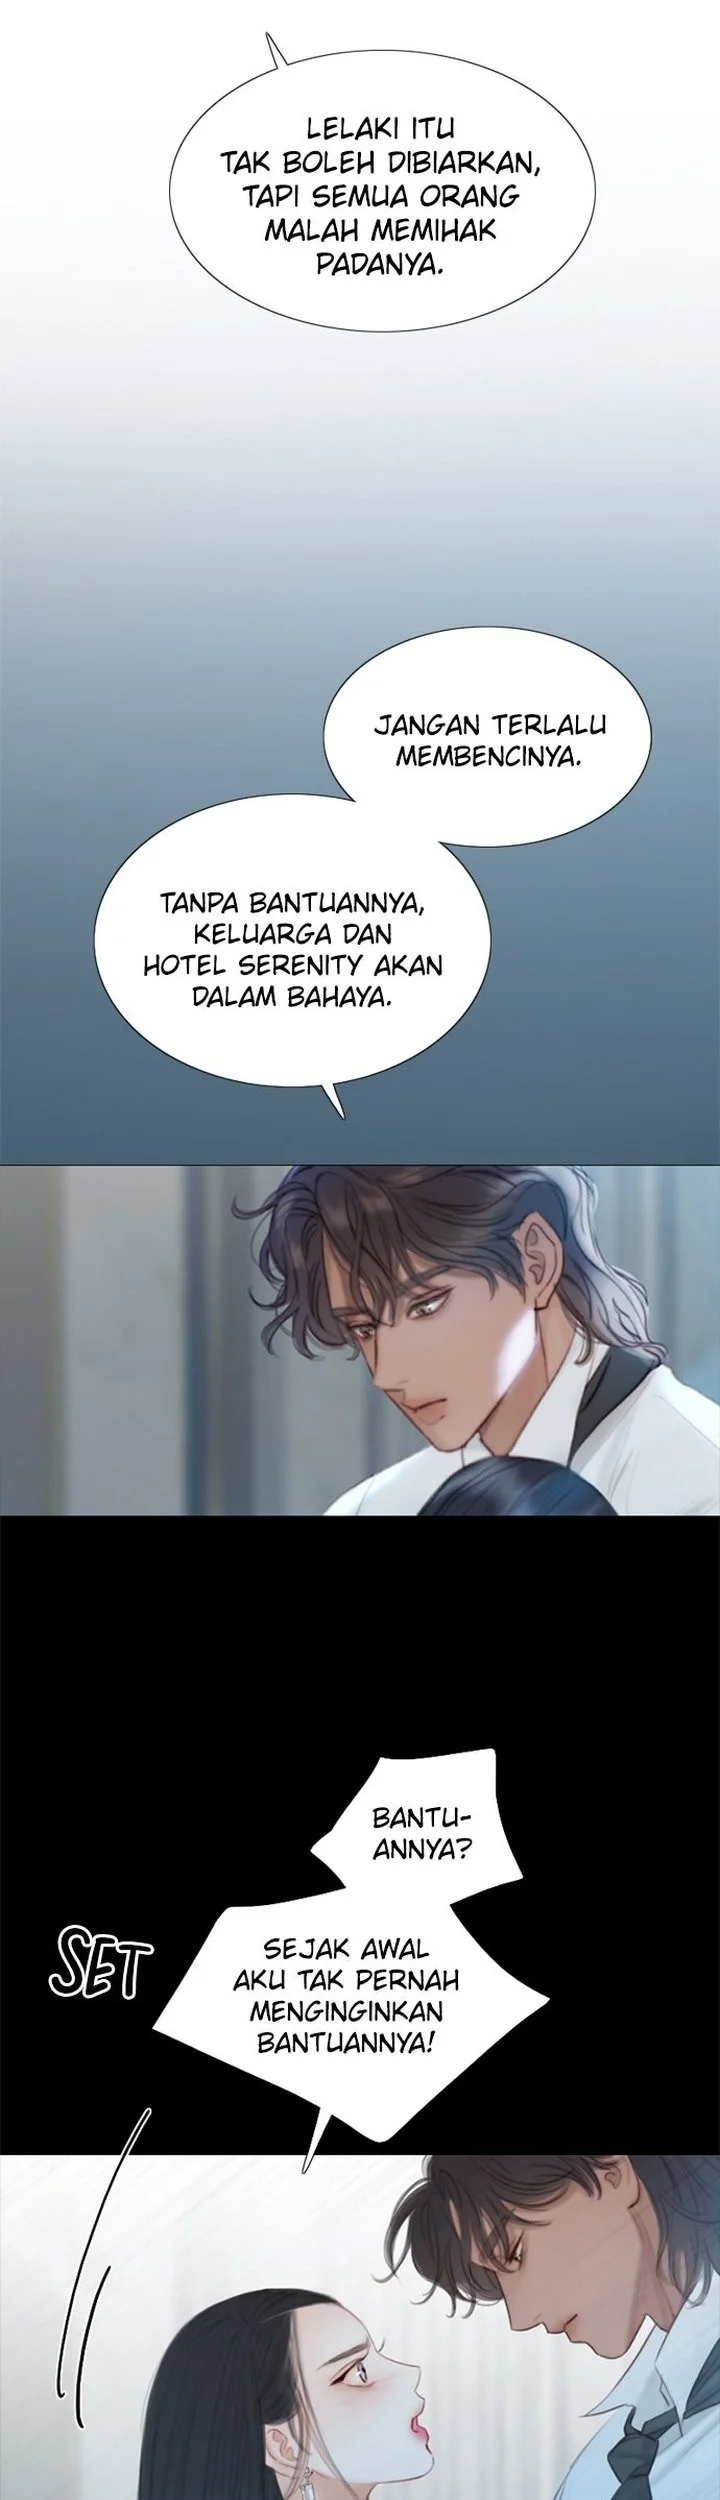 LELAKI ITU
TAK BOLEH DIBIARKAN,
TAPI SEMUA ORANG
MALAH MEMIHAK
PADANYA.
JANGAN TERLALU
MEMBENCINYA.
TANPA BANTUANNYA,
KELUARGA DAN
HOTEL SERENITY AKAN
DALAM BAHAYA.
BANTU-
ANNYA?
SEJAK AWAL
AKU TAK PERNAH
MENGINGINKAN
BANTUANNYA!
SET